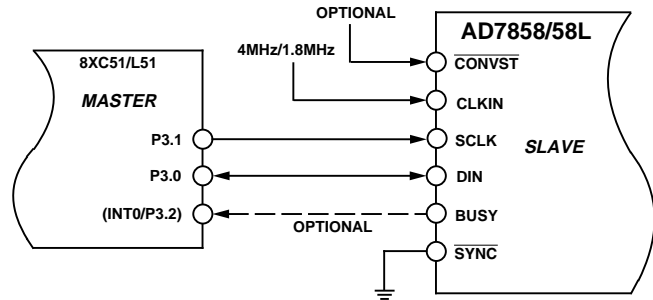 OPTIONAL
4MHz/1.8MHz
8XC51/L51
MASTER
P3.1
P3.0
(INT0/P3.2)
OPTIONAL
AD7858/58L
CONVST
CLKIN
SCLK
SLAVE
DIN
BUSY
SYNC